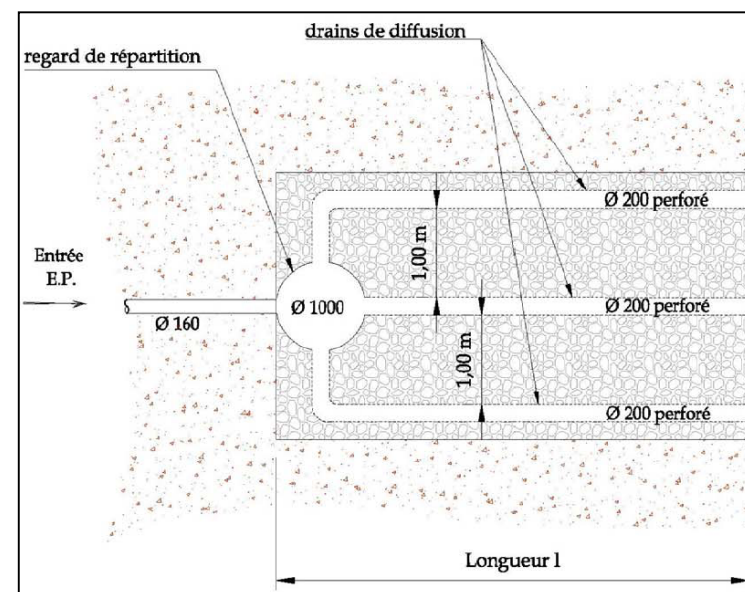 drains de diffusion
regard de répartition
Ø 200 perforé
1,00 m
Entrée
E.P.
Ø 1000
Ø 200 perforé
Ø 160
1,00 m
Ø 200 perforé
Longueur l